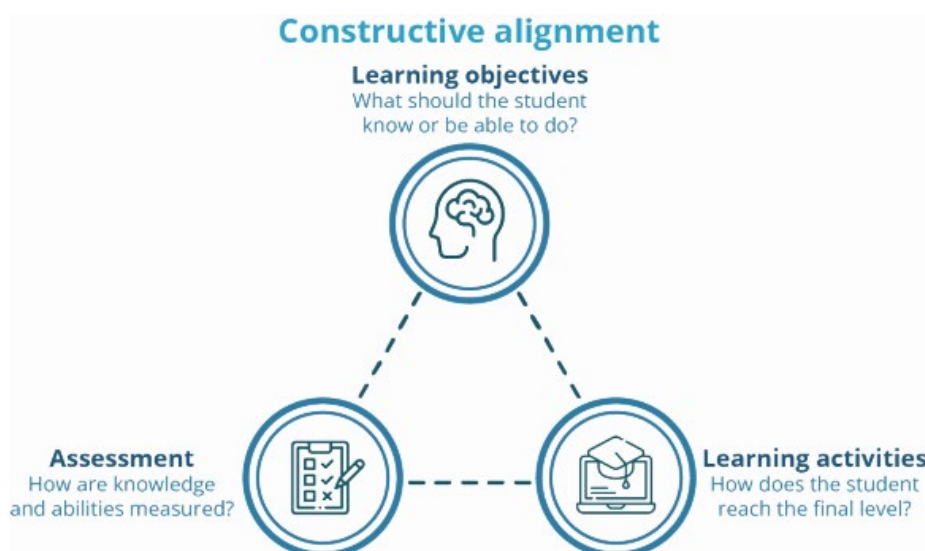 Constructive alignment
Learning objectives
What should the student
know or be able to do?
Assessment
How are knowledge
and abilities measured?
Learning activities
How does the student
reach the final level?